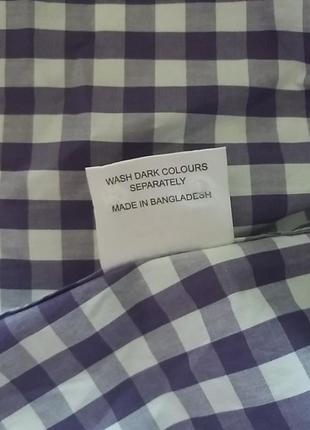 WASH DARK COLOURS
SEPARATELY
MADE IN BANGLADESH